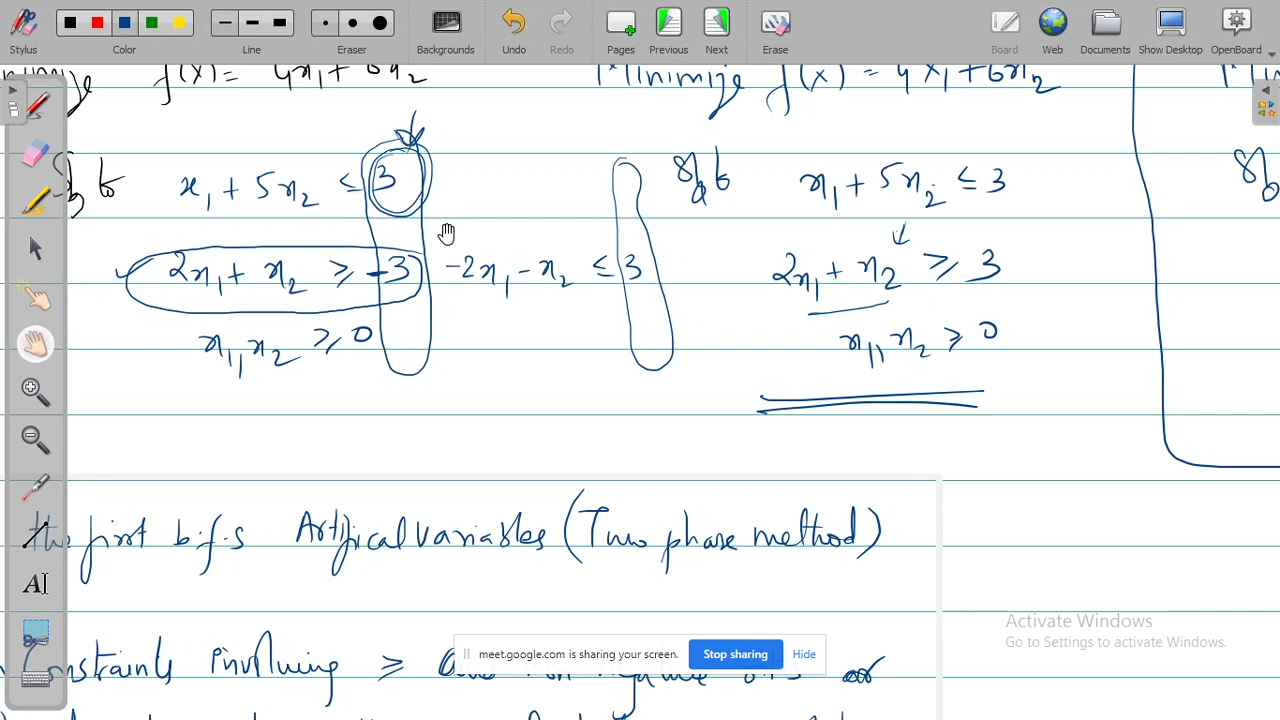 Stylus Color Line Eraser Backgrounds Undo Redo Pages Previous Next Erase Board Web Documents Show Desktop OpenBoard
f(x) = 4x₁ + 6x₂
Minimize f(x) = 4x₁ + 6x₂
x₁ + 5x₂ ≤ 3
2x₁ + x₂ ≥ -3
-2x₁ - x₂ ≤ 3
x₁, x₂ ≥ 0
x₁ + 5x₂ ≤ 3
2x₁ + x₂ ≥ 3
x₁, x₂ ≥ 0
the first b.f.s Artifical variables (Two phase method)
Constraints involving ≥
meet.google.com is sharing your screen. Stop sharing Hide
Activate Windows
Go to Settings to activate Windows.